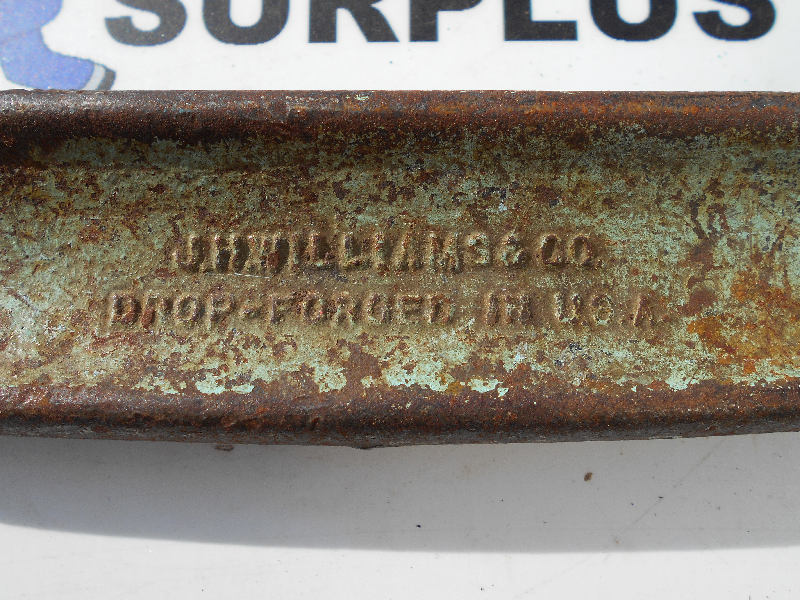 SURPLUS
J.H.WILLIAMS & CO.
DROP-FORGED IN U.S.A.